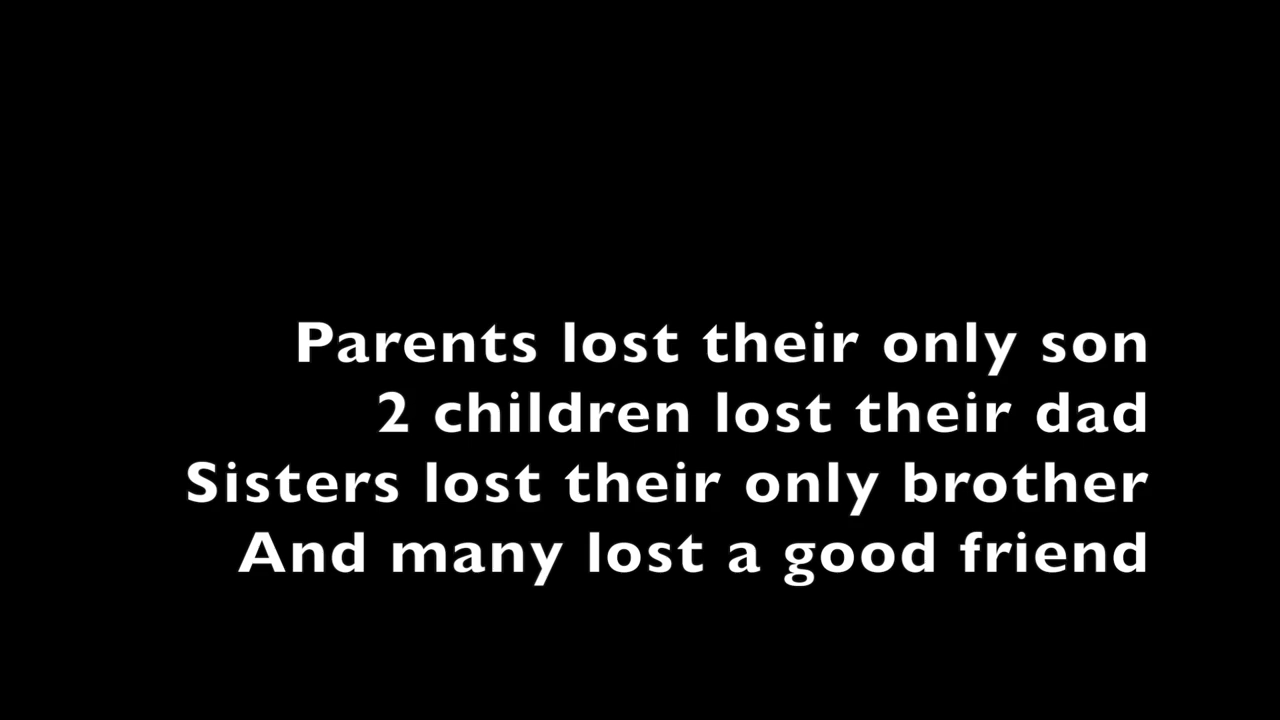 Parents lost their only son
2 children lost their dad
Sisters lost their only brother
And many lost a good friend